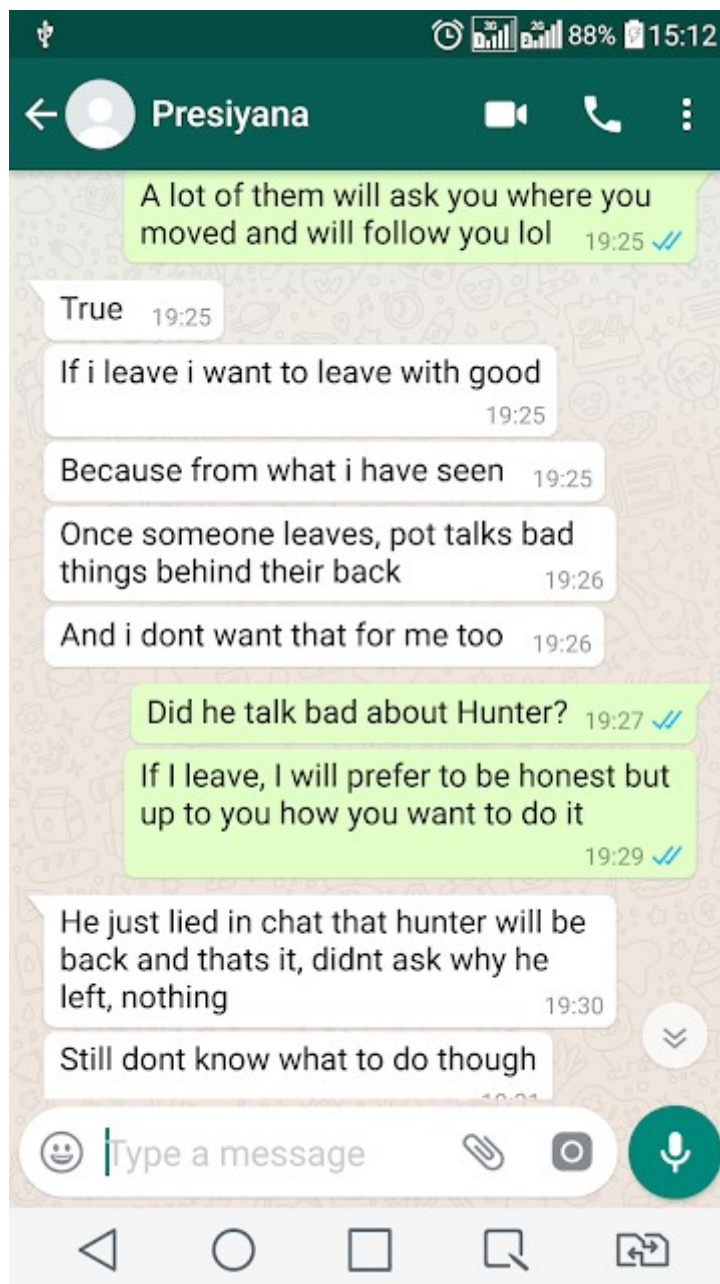 88% 15:12
Presiyana
A lot of them will ask you where you
moved and will follow you lol 19:25
True 19:25
If i leave i want to leave with good
19:25
Because from what i have seen 19:25
Once someone leaves, pot talks bad
things behind their back 19:26
And i dont want that for me too 19:26
Did he talk bad about Hunter? 19:27
If I leave, I will prefer to be honest but
up to you how you want to do it
19:29
He just lied in chat that hunter will be
back and thats it, didnt ask why he
left, nothing 19:30
Still dont know what to do though
Type a message